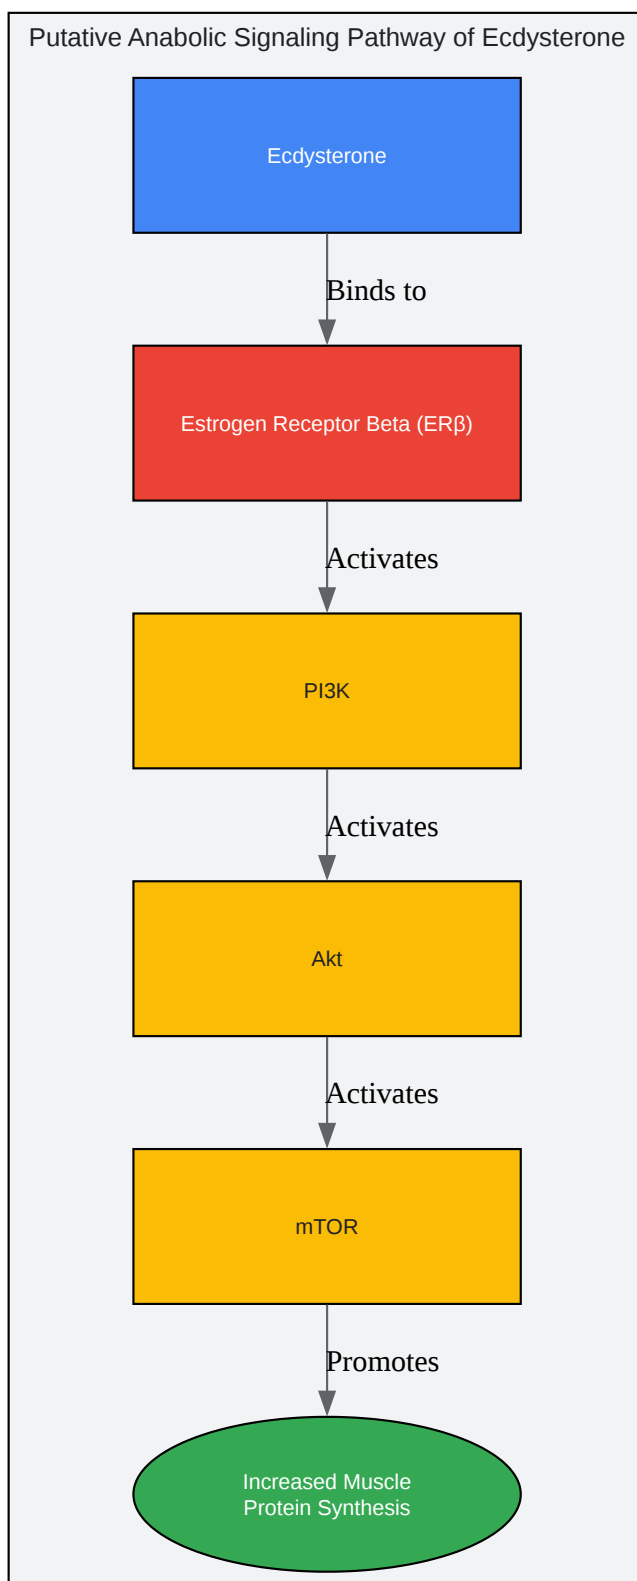 Putative Anabolic Signaling Pathway of Ecdysterone
Ecdysterone
Binds to
Estrogen Receptor Beta (ERβ)
Activates
PI3K
Activates
Akt
Activates
mTOR
Promotes
Increased Muscle
Protein Synthesis